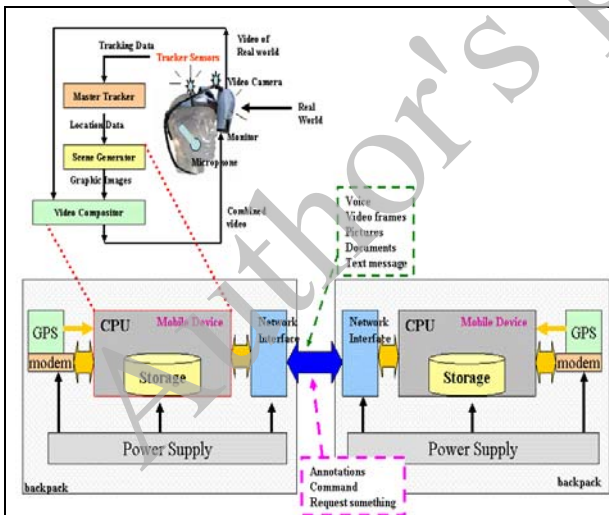 Video of
Real world
Tracking Data
Tracker Sensors
Video Camera
Master Tracker
Real
World
Location Data
Monitor
Scene Generator
Microphone
Graphic Images
Video Compositor
Combined
video
Voice
Video frames
Pictures
Documents
Text message
GPS
modem
CPU
Mobile Device
Storage
Network
Interface
Power Supply
backpack
Network
Interface
CPU
Mobile Device
Storage
GPS
modem
Power Supply
backpack
Annotations
Command
Request something
Author's